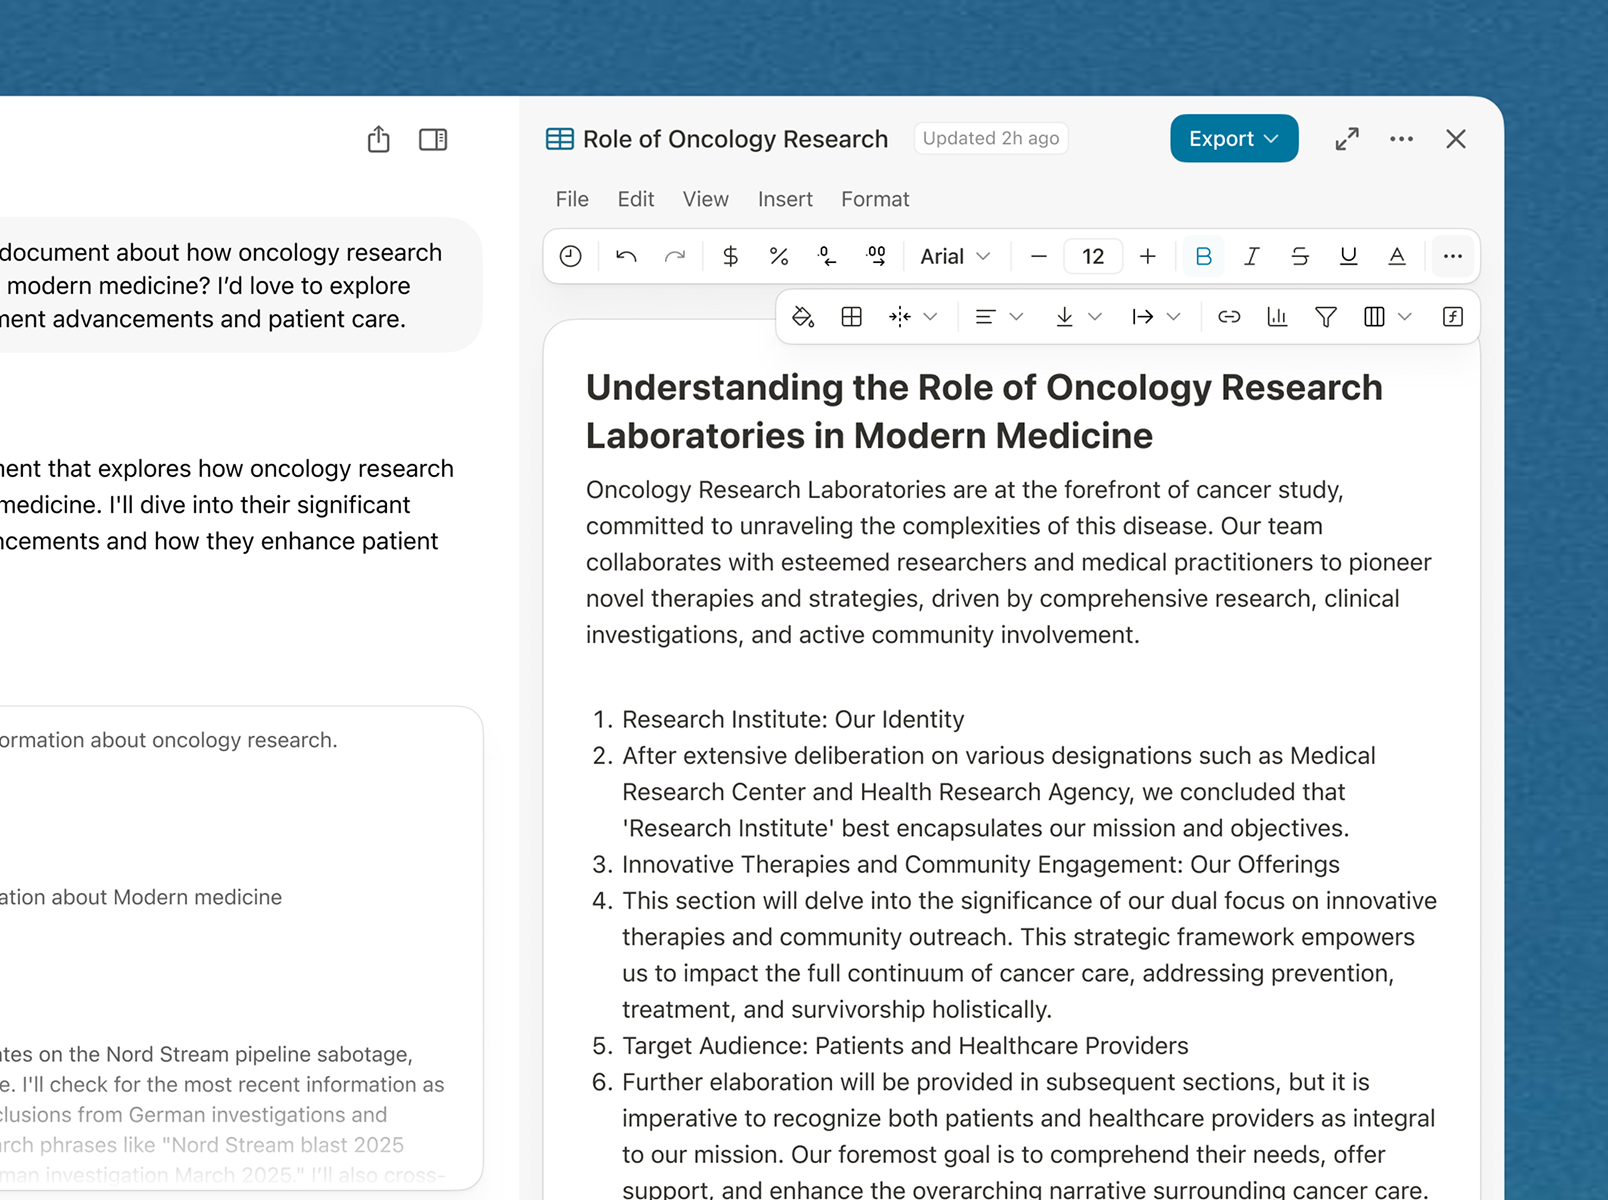 document about how oncology research
modern medicine? I’d love to explore
advancements and patient care.
that explores how oncology research
medicine. I'll dive into their significant
and how they enhance patient
about oncology research.
about Modern medicine
on the Nord Stream pipeline sabotage,
I'll check for the most recent information as
from German investigations and
phrases like "Nord Stream blast 2025
investigation March 2025." I’ll also cross-
Role of Oncology Research
Updated 2h ago
Export
File Edit View Insert Format
$ % .0 .00 Arial 12 B I S U A
Understanding the Role of Oncology Research
Laboratories in Modern Medicine
Oncology Research Laboratories are at the forefront of cancer study,
committed to unraveling the complexities of this disease. Our team
collaborates with esteemed researchers and medical practitioners to pioneer
novel therapies and strategies, driven by comprehensive research, clinical
investigations, and active community involvement.
1. Research Institute: Our Identity
2. After extensive deliberation on various designations such as Medical
Research Center and Health Research Agency, we concluded that
'Research Institute' best encapsulates our mission and objectives.
3. Innovative Therapies and Community Engagement: Our Offerings
4. This section will delve into the significance of our dual focus on innovative
therapies and community outreach. This strategic framework empowers
us to impact the full continuum of cancer care, addressing prevention,
treatment, and survivorship holistically.
5. Target Audience: Patients and Healthcare Providers
6. Further elaboration will be provided in subsequent sections, but it is
imperative to recognize both patients and healthcare providers as integral
to our mission. Our foremost goal is to comprehend their needs, offer
support, and enhance the overarching narrative surrounding cancer care.